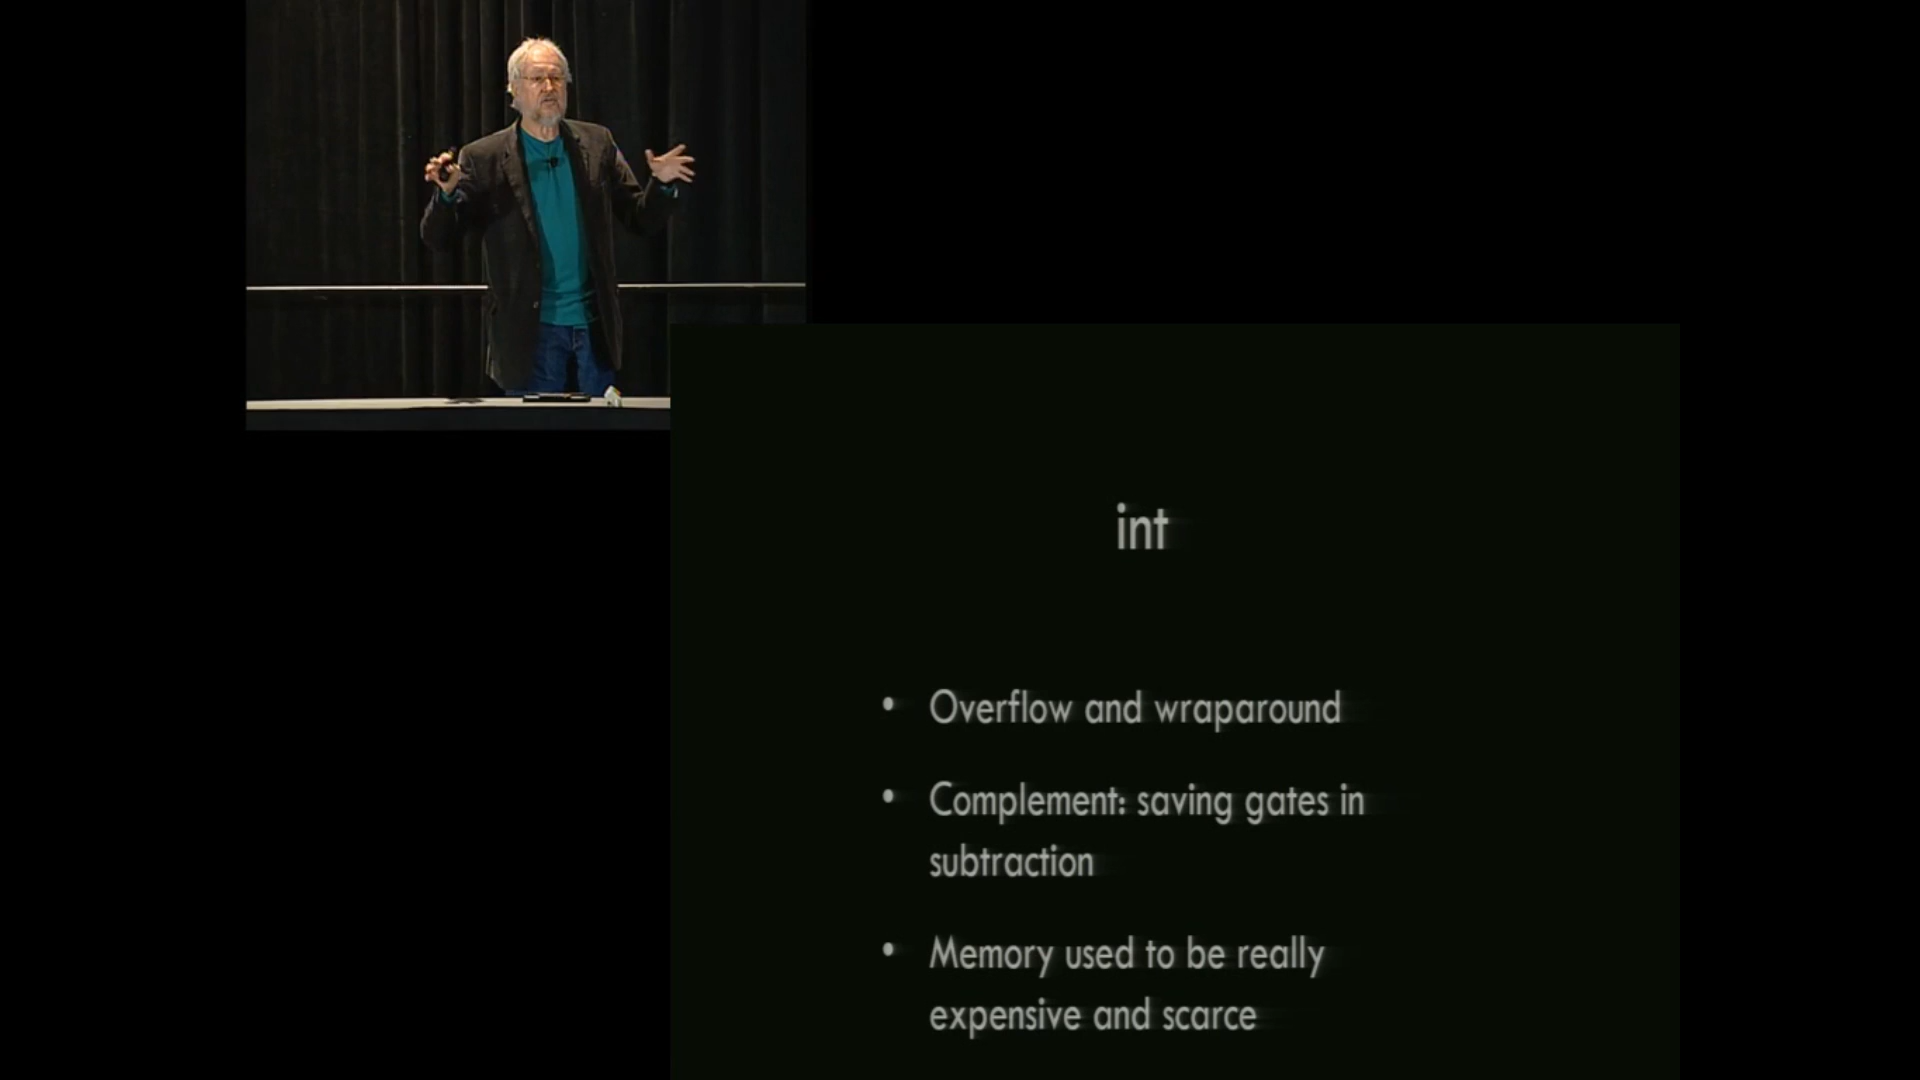 int
• Overflow and wraparound
• Complement: saving gates in
subtraction
• Memory used to be really
expensive and scarce